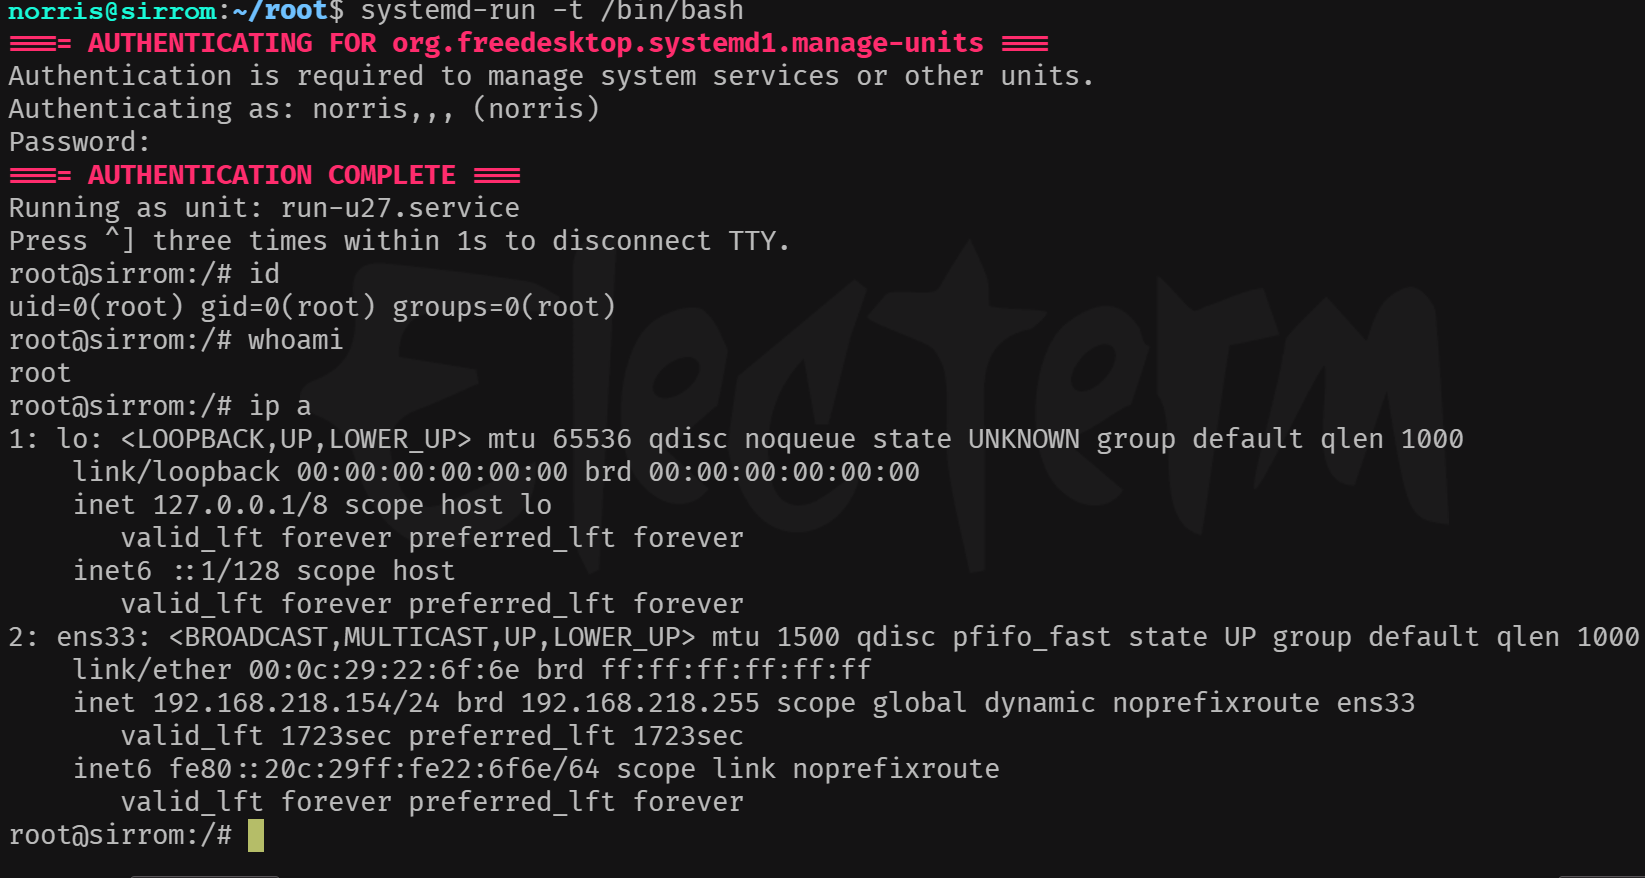 norris@sirrom:~/root$ systemd-run -t /bin/bash
==== AUTHENTICATING FOR org.freedesktop.systemd1.manage-units ===
Authentication is required to manage system services or other units.
Authenticating as: norris,,, (norris)
Password:
==== AUTHENTICATION COMPLETE ===
Running as unit: run-u27.service
Press ^] three times within 1s to disconnect TTY.
root@sirrom:/# id
uid=0(root) gid=0(root) groups=0(root)
root@sirrom:/# whoami
root
root@sirrom:/# ip a
1: lo: <LOOPBACK,UP,LOWER_UP> mtu 65536 qdisc noqueue state UNKNOWN group default qlen 1000
    link/loopback 00:00:00:00:00:00 brd 00:00:00:00:00:00
    inet 127.0.0.1/8 scope host lo
       valid_lft forever preferred_lft forever
    inet6 ::1/128 scope host
       valid_lft forever preferred_lft forever
2: ens33: <BROADCAST,MULTICAST,UP,LOWER_UP> mtu 1500 qdisc pfifo_fast state UP group default qlen 1000
    link/ether 00:0c:29:22:6f:6e brd ff:ff:ff:ff:ff:ff
    inet 192.168.218.154/24 brd 192.168.218.255 scope global dynamic noprefixroute ens33
       valid_lft 1723sec preferred_lft 1723sec
    inet6 fe80::20c:29ff:fe22:6f6e/64 scope link noprefixroute
       valid_lft forever preferred_lft forever
root@sirrom:/#
Electerm